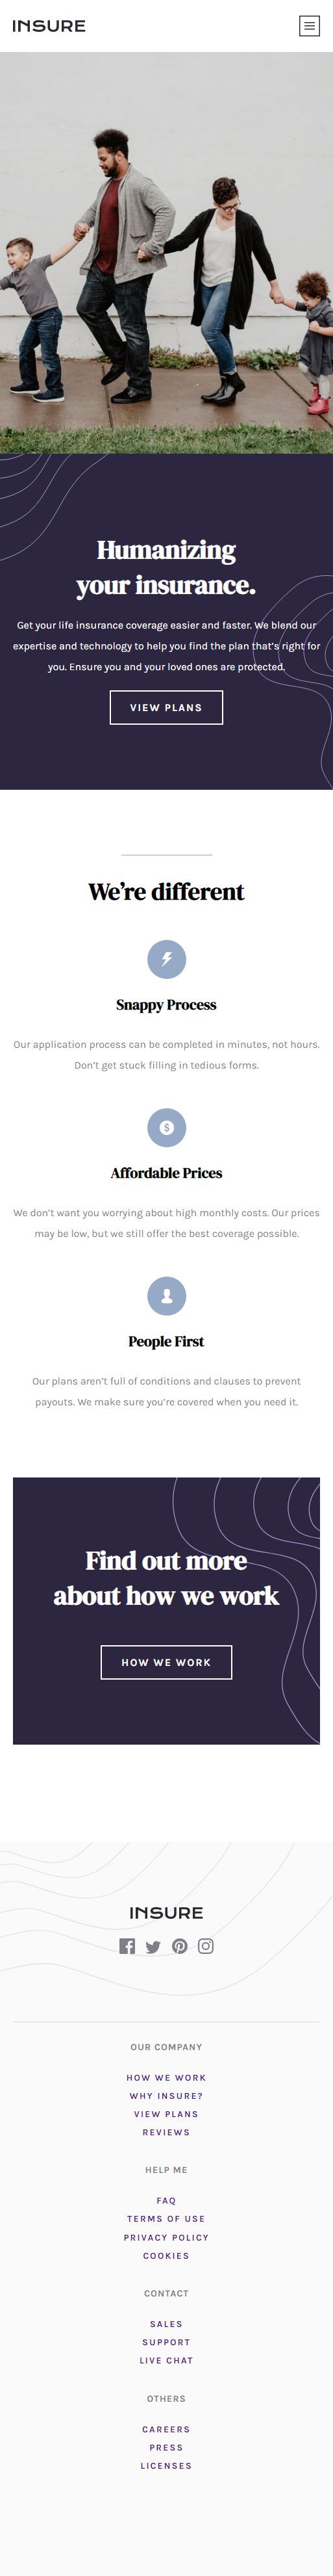 INSURE
Humanizing
your insurance.
Get your life insurance coverage easier and faster. We blend our
expertise and technology to help you find the plan that’s right for
you. Ensure you and your loved ones are protected.
VIEW PLANS
We’re different
Snappy Process
Our application process can be completed in minutes, not hours.
Don’t get stuck filling in tedious forms.
$
Affordable Prices
We don’t want you worrying about high monthly costs. Our prices
may be low, but we still offer the best coverage possible.
People First
Our plans aren’t full of conditions and clauses to prevent
payouts. We make sure you’re covered when you need it.
Find out more
about how we work
HOW WE WORK
INSURE
OUR COMPANY
HOW WE WORK
WHY INSURE?
VIEW PLANS
REVIEWS
HELP ME
FAQ
TERMS OF USE
PRIVACY POLICY
COOKIES
CONTACT
SALES
SUPPORT
LIVE CHAT
OTHERS
CAREERS
PRESS
LICENSES